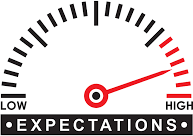 LOW HIGH
• EXPECTATIONS •